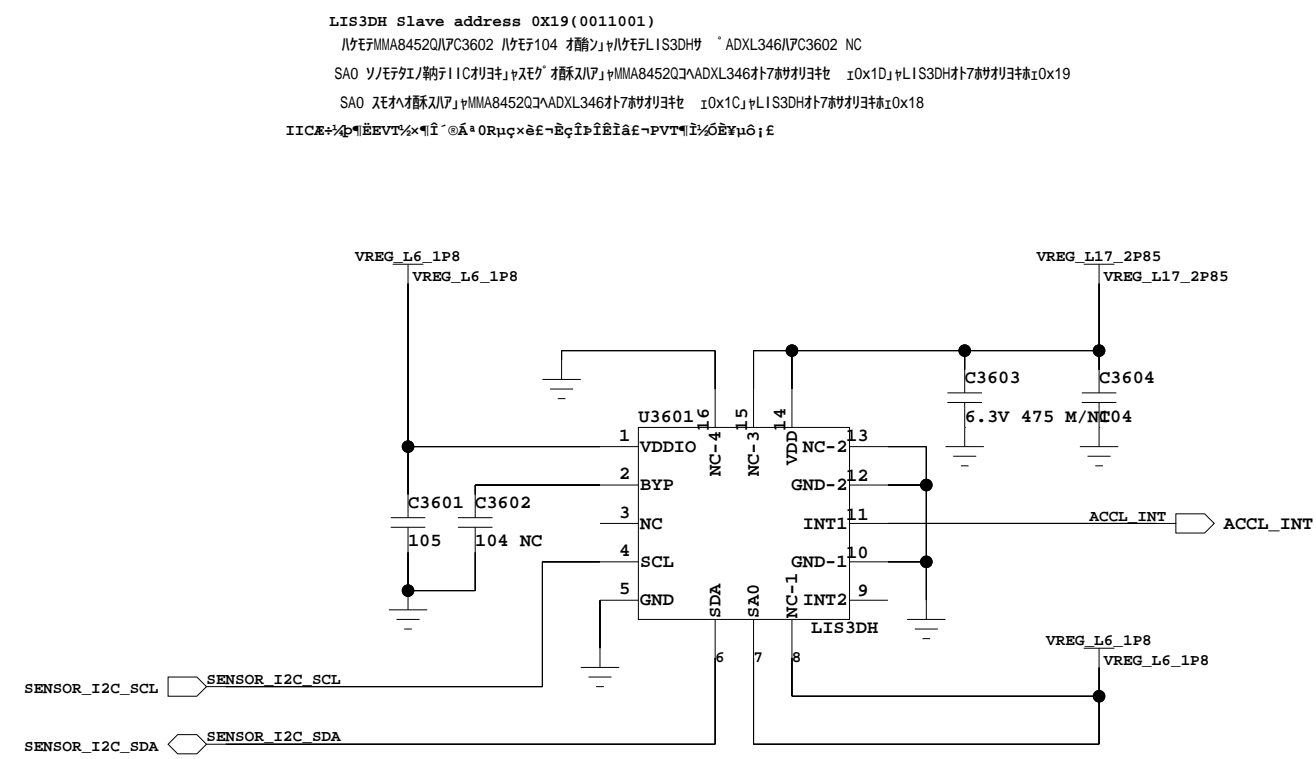 LIS3DH Slave address 0X19(0011001)
MMA8452Q C3602 104 LIS3DH ADXL346 C3602 NC
SA0 MMA8452Q ADXL346 0x1D LIS3DH 0x19
SA0 MMA8452Q ADXL346 0x1C LIS3DH 0x18
VREG_L6_1P8
VREG_L6_1P8
VREG_L17_2P85
VREG_L17_2P85
C3603
6.3V 475 M/NC
C3604
104
U3601
16 15 14
NC-4 NC-3 VDD
1 VDDIO
2 BYP
3 NC
4 SCL
5 GND
NC-2 13
GND-2 12
INT1 11
GND-1 10
INT2 9
SDA SA0 NC-1
6 7 8
LIS3DH
C3601
105
C3602
104 NC
ACCL_INT
ACCL_INT
VREG_L6_1P8
VREG_L6_1P8
SENSOR_I2C_SCL
SENSOR_I2C_SCL
SENSOR_I2C_SDA
SENSOR_I2C_SDA